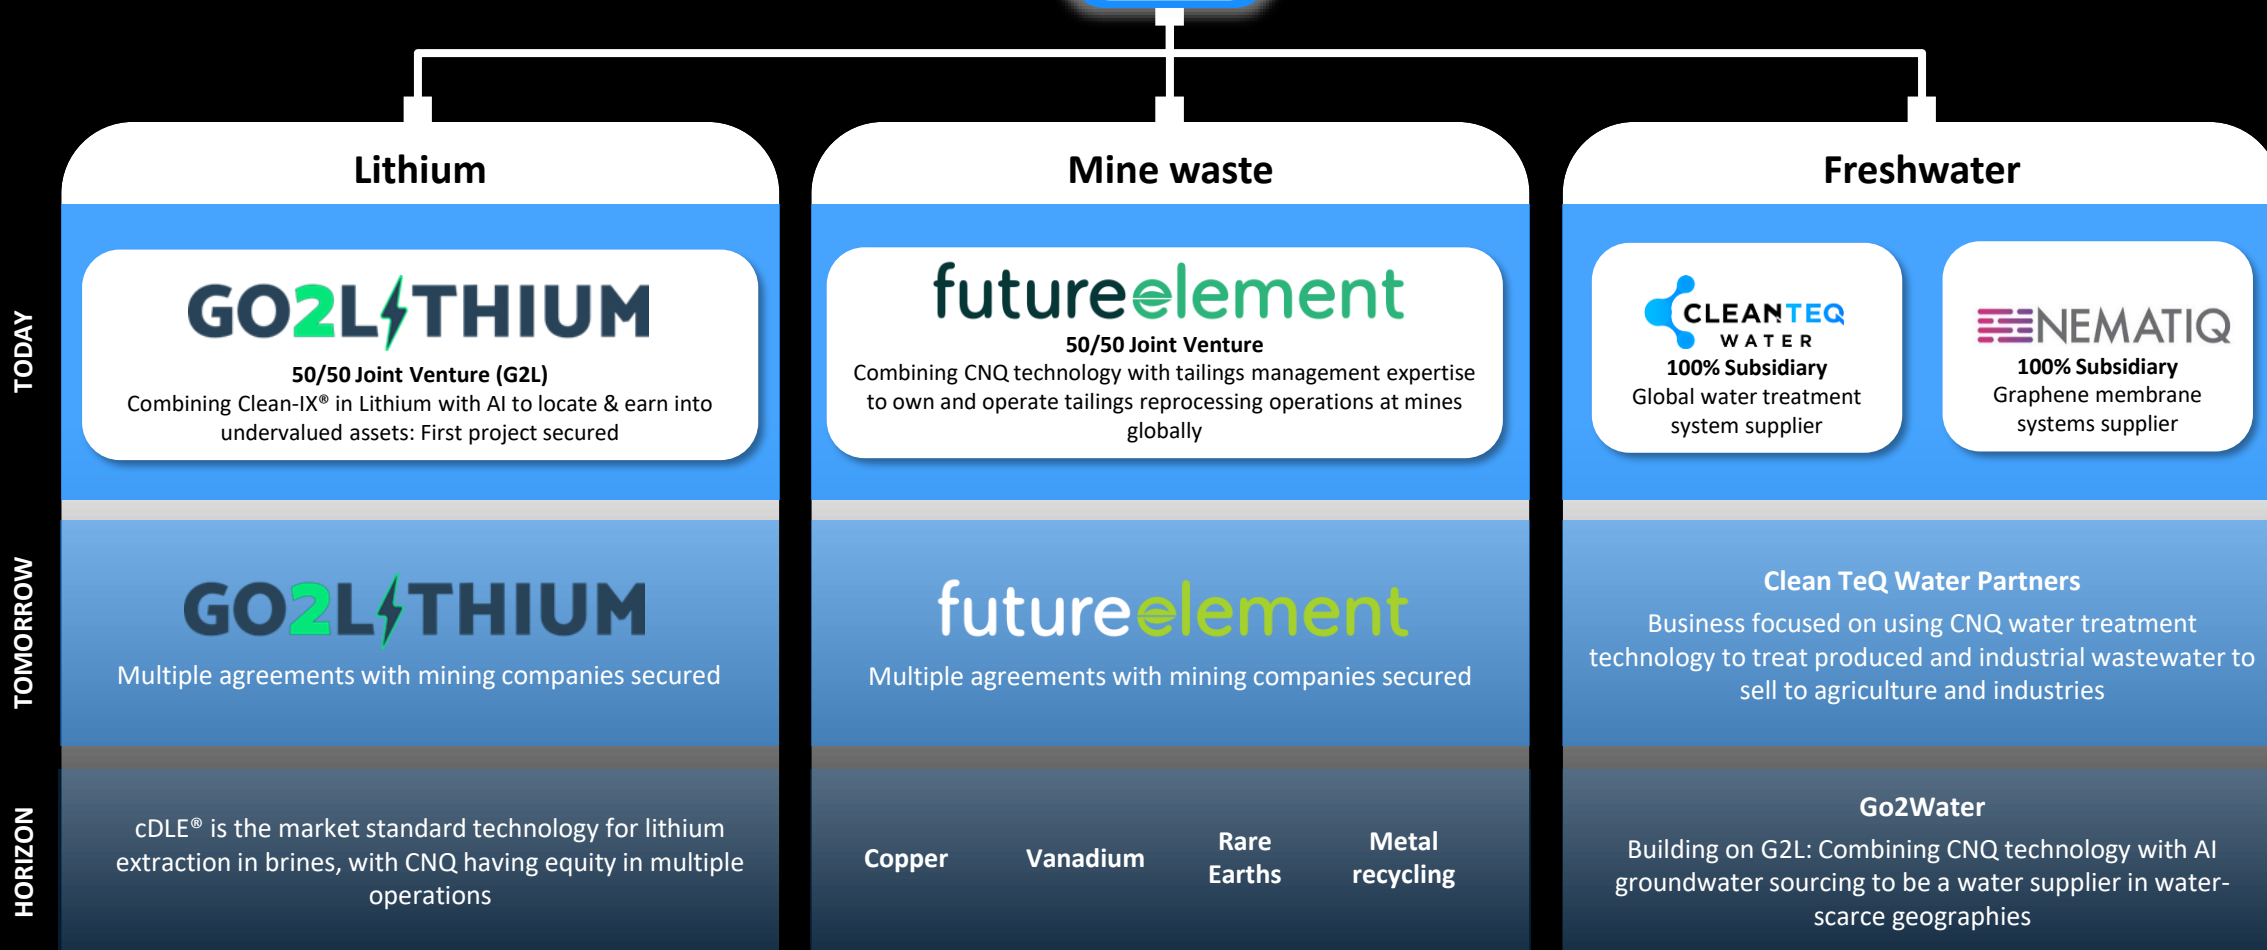 Lithium
Mine waste
Freshwater
TODAY
GO2LITHIUM
50/50 Joint Venture (G2L)
Combining Clean-IX® in Lithium with AI to locate & earn into
undervalued assets: First project secured
futureelement
50/50 Joint Venture
Combining CNQ technology with tailings management expertise
to own and operate tailings reprocessing operations at mines
globally
CLEANTEQ
WATER
100% Subsidiary
Global water treatment
system supplier
NEMATIQ
100% Subsidiary
Graphene membrane
systems supplier
TOMORROW
GO2LITHIUM
Multiple agreements with mining companies secured
futureelement
Multiple agreements with mining companies secured
Clean TeQ Water Partners
Business focused on using CNQ water treatment
technology to treat produced and industrial wastewater to
sell to agriculture and industries
HORIZON
cDLE® is the market standard technology for lithium
extraction in brines, with CNQ having equity in multiple
operations
Copper
Vanadium
Rare
Earths
Metal
recycling
Go2Water
Building on G2L: Combining CNQ technology with AI
groundwater sourcing to be a water supplier in water-
scarce geographies